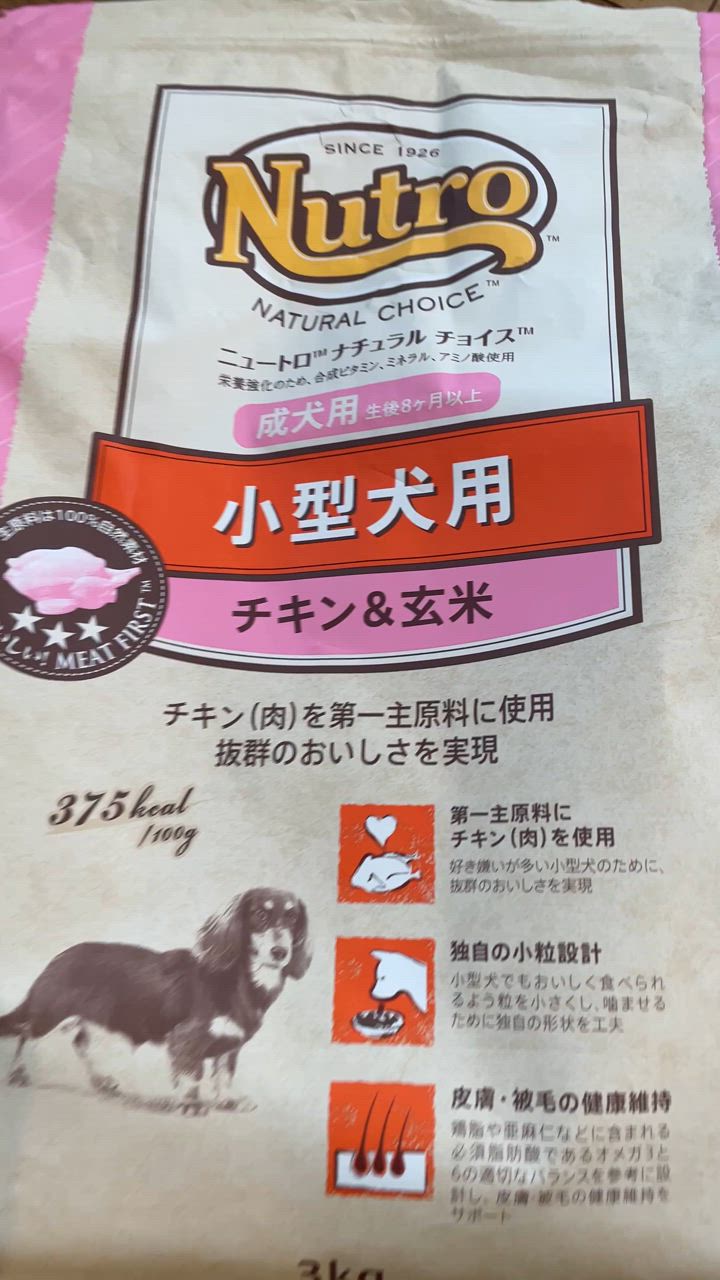 SINCE 1926
Nutro™
NATURAL CHOICE™
ニュートロ™ ナチュラル チョイス™
栄養強化のため、合成ビタミン、ミネラル、アミノ酸使用
成犬用 生後8ヶ月以上
小型犬用
チキン&玄米
主原料は100%自然素材
MEAT FIRST™
チキン(肉)を第一主原料に使用
抜群のおいしさを実現
375kcal
/100g
第一主原料に
チキン(肉)を使用
好き嫌いが多い小型犬のために、
抜群のおいしさを実現
独自の小粒設計
小型犬でもおいしく食べられ
るよう粒を小さくし、噛ませる
ために独自の形状を工夫
皮膚・被毛の健康維持
鶏脂や亜麻仁などに含まれる
必須脂肪酸であるオメガ3と
6の適切なバランスを参考に設
計し、皮膚・被毛の健康維持を
サポート
3kg